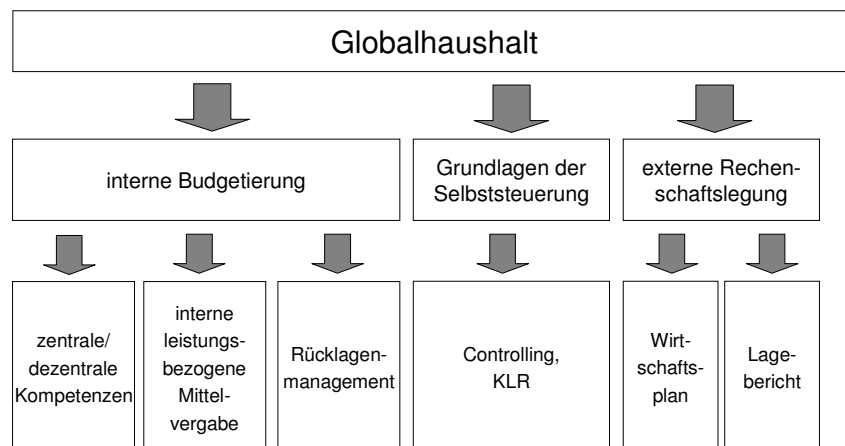 Globalhaushalt
interne Budgetierung
Grundlagen der
Selbststeuerung
externe Rechen-
schaftslegung
zentrale/
dezentrale
Kompetenzen
interne
leistungs-
bezogene
Mittel-
vergabe
Rücklagen-
management
Controlling,
KLR
Wirt-
schafts-
plan
Lage-
bericht